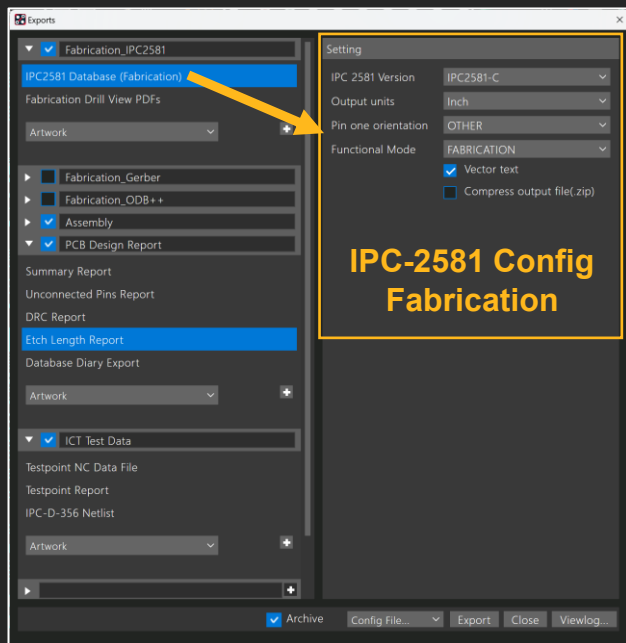 Exports
Fabrication_IPC2581
IPC2581 Database (Fabrication)
Fabrication Drill View PDFs
Artwork
Fabrication_Gerber
Fabrication_ODB++
Assembly
PCB Design Report
Summary Report
Unconnected Pins Report
DRC Report
Etch Length Report
Database Diary Export
Artwork
ICT Test Data
Testpoint NC Data File
Testpoint Report
IPC-D-356 Netlist
Artwork
Setting
IPC 2581 Version IPC2581-C
Output units Inch
Pin one orientation OTHER
Functional Mode FABRICATION
Vector text
Compress output file(.zip)
IPC-2581 Config
Fabrication
Archive Config File... Export Close Viewlog...